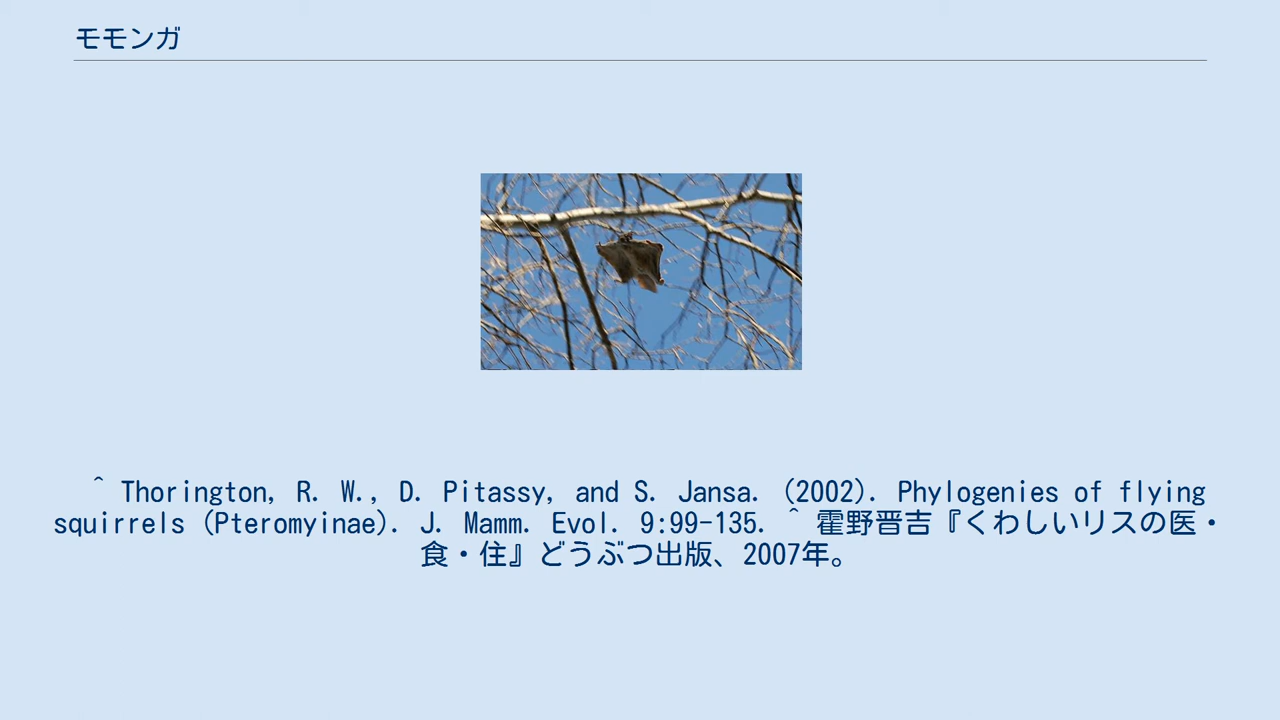 モモンガ
^ Thorington, R. W., D. Pitassy, and S. Jansa. (2002). Phylogenies of flying
squirrels (Pteromyinae). J. Mamm. Evol. 9:99-135. ^ 霍野晋吉『くわしいリスの医・
食・住』どうぶつ出版、2007年。